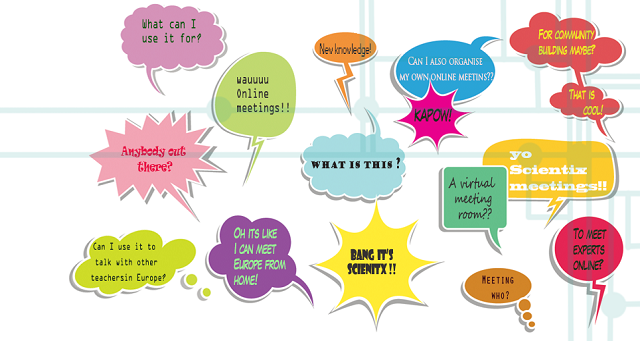 What can I
use it for?
wauuuu
Online
meetings!!
New knowledge!
Can I also organise
my own online meetins??
KAPOW!
For community
building maybe?
That is
cool!
Anybody out
there?
WHAT IS THIS?
A virtual
meeting
room??
yo
Scientix
meetings!!
Can I use it to
talk with other
teachersin Europe?
Oh its like
I can meet
Europe from
home!
BANG IT'S
SCIENITX !!
Meeting
who?
To meet
experts
online?